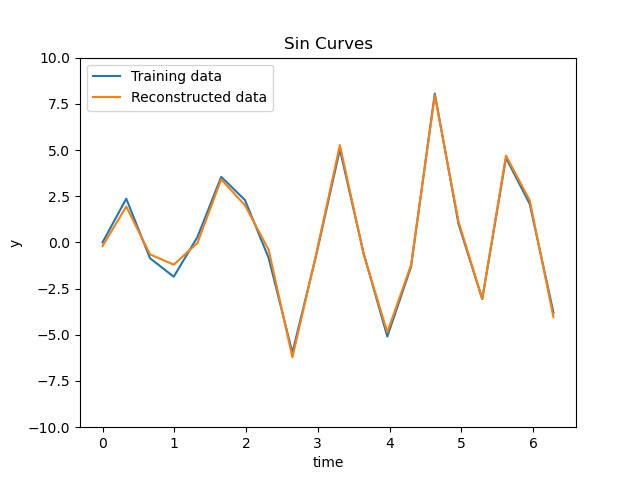 Sin Curves
Training data
Reconstructed data
10.0
7.5
5.0
2.5
0.0
−2.5
−5.0
−7.5
−10.0
y
0 1 2 3 4 5 6
time